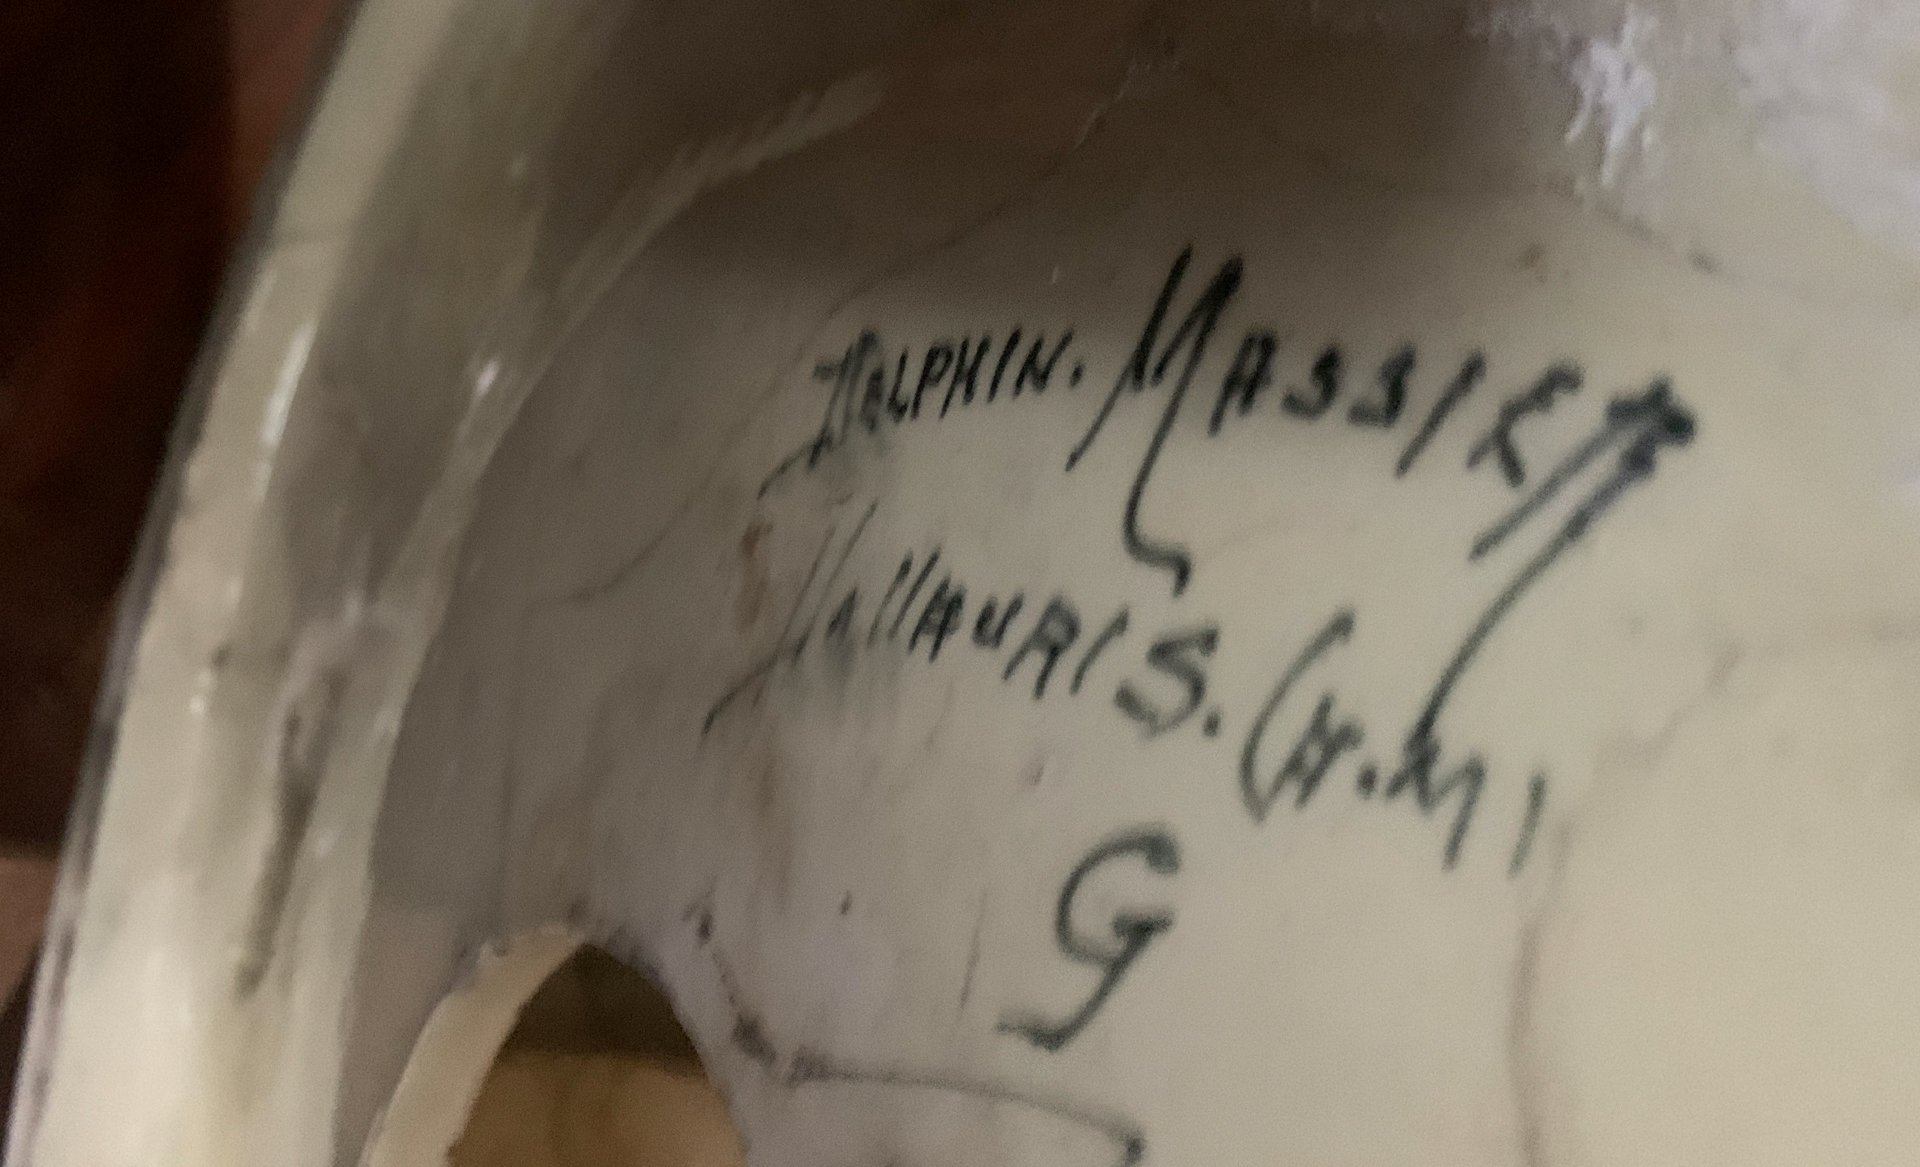 DELPHIN. MASSIER
VallAURIS. (A.M)
G